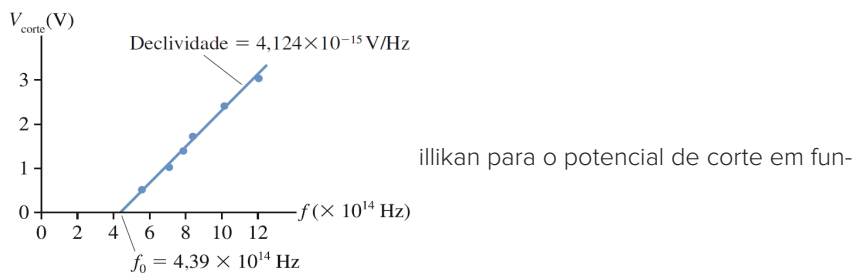 V_corte (V)
Declividade = 4,124×10⁻¹⁵ V/Hz
3
2
1
0
0 2 4 6 8 10 12
f (× 10¹⁴ Hz)
f₀ = 4,39 × 10¹⁴ Hz
illikan para o potencial de corte em fun-